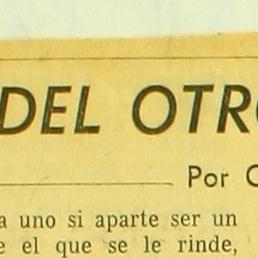 DEL OTR
Por
a uno si aparte ser un
e el que se le rinde,